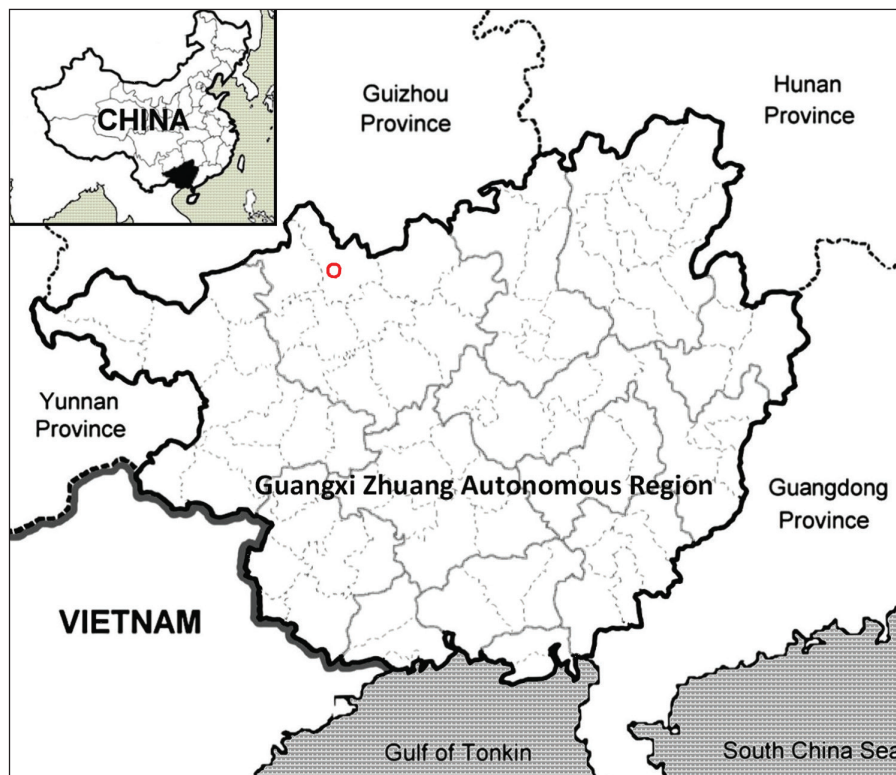 CHINA
Guizhou
Province
Hunan
Province
Yunnan
Province
Guangxi Zhuang Autonomous Region
Guangdong
Province
VIETNAM
Gulf of Tonkin
South China Sea